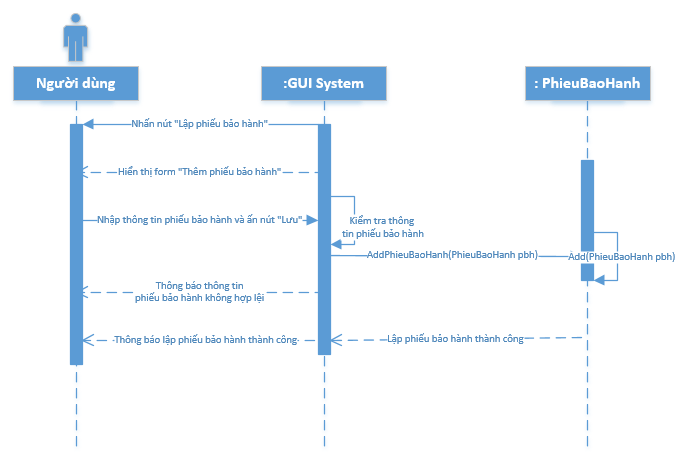 Người dùng
:GUI System
: PhieuBaoHanh
Nhấn nút "Lập phiếu bảo hành"
Hiển thị form "Thêm phiếu bảo hành"
Nhập thông tin phiếu bảo hành và ấn nút "Lưu"
Kiểm tra thông
tin phiếu bảo hành
AddPhieuBaoHanh(PhieuBaoHanh pbh)
Add(PhieuBaoHanh pbh)
Thông báo thông tin
phiếu bảo hành không hợp lệi
Thông báo lập phiếu bảo hành thành công
Lập phiếu bảo hành thành công